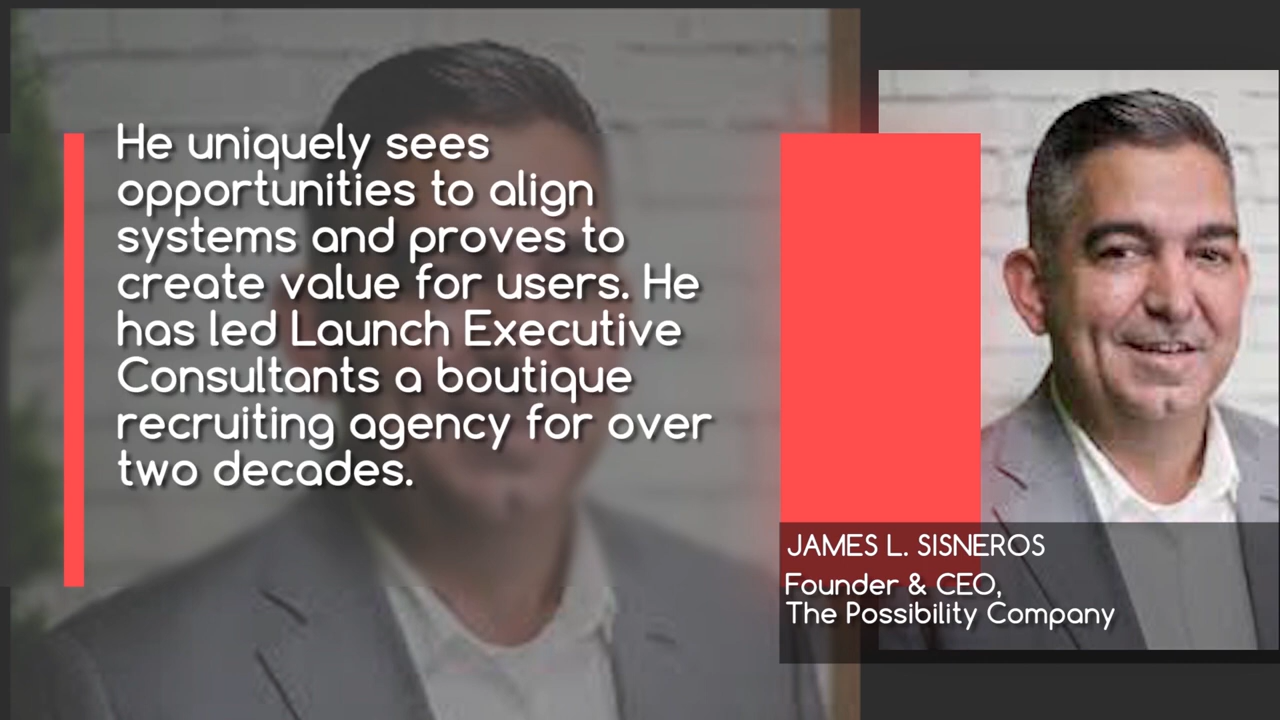 He uniquely sees
opportunities to align
systems and proves to
create value for users. He
has led Launch Executive
Consultants a boutique
recruiting agency for over
two decades.
JAMES L. SISNEROS
Founder & CEO,
The Possibility Company